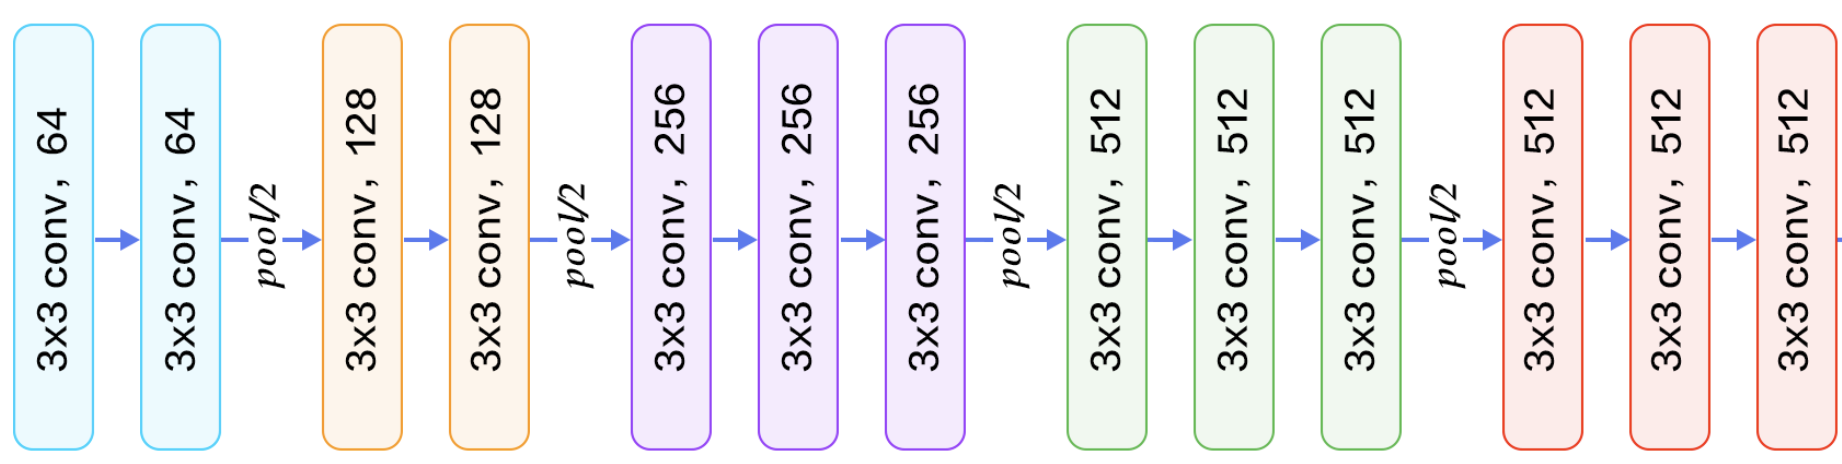 3x3 conv, 64
3x3 conv, 64
pool/2
3x3 conv, 128
3x3 conv, 128
pool/2
3x3 conv, 256
3x3 conv, 256
3x3 conv, 256
pool/2
3x3 conv, 512
3x3 conv, 512
3x3 conv, 512
pool/2
3x3 conv, 512
3x3 conv, 512
3x3 conv, 512